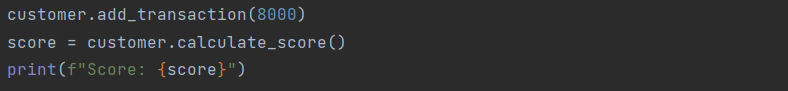 customer.add_transaction(8000)
score = customer.calculate_score()
print(f"Score: {score}")